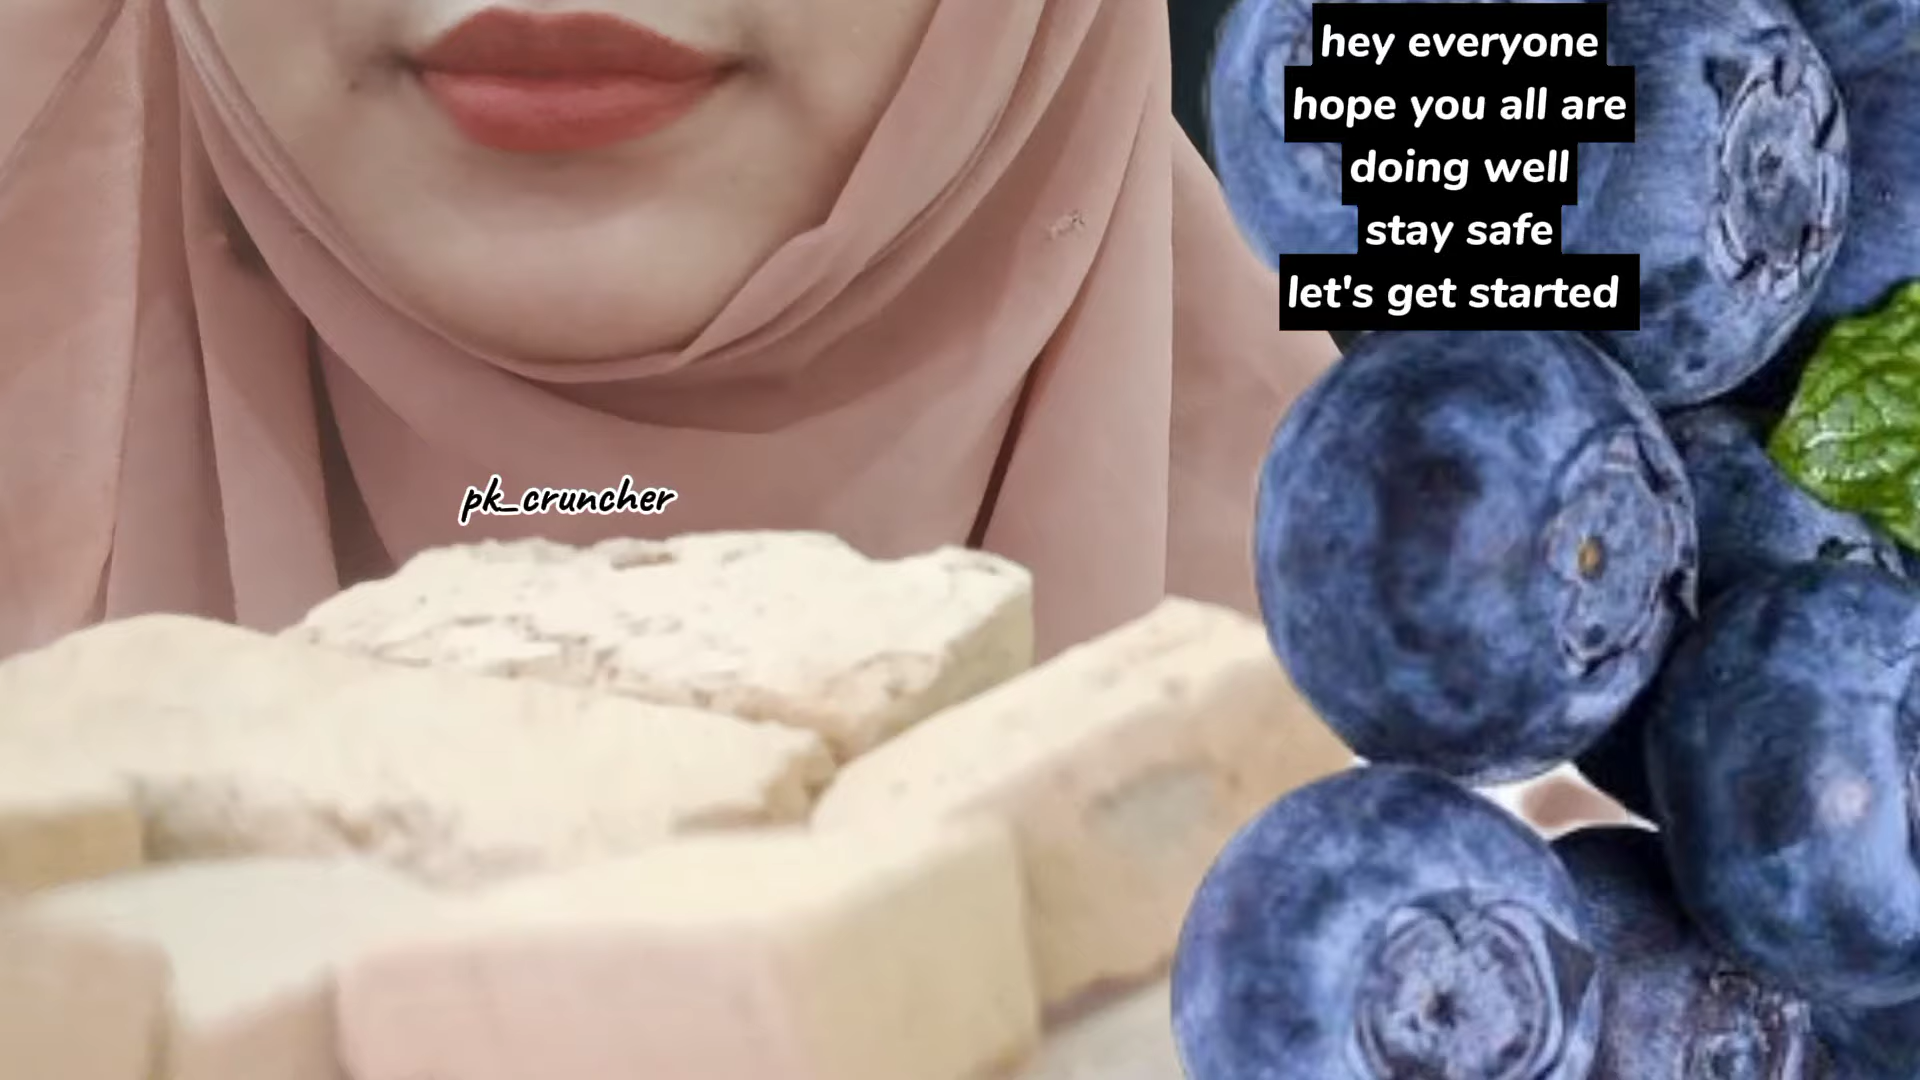 hey everyone
hope you all are
doing well
stay safe
let's get started
pk_cruncher